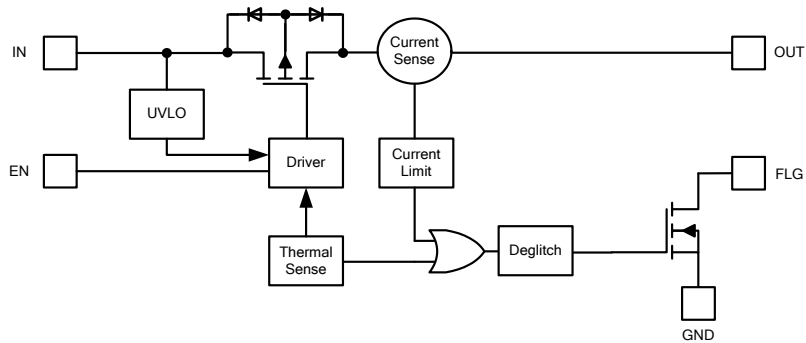 IN
Current
Sense
OUT
UVLO
EN
Driver
Current
Limit
FLG
Thermal
Sense
Deglitch
GND